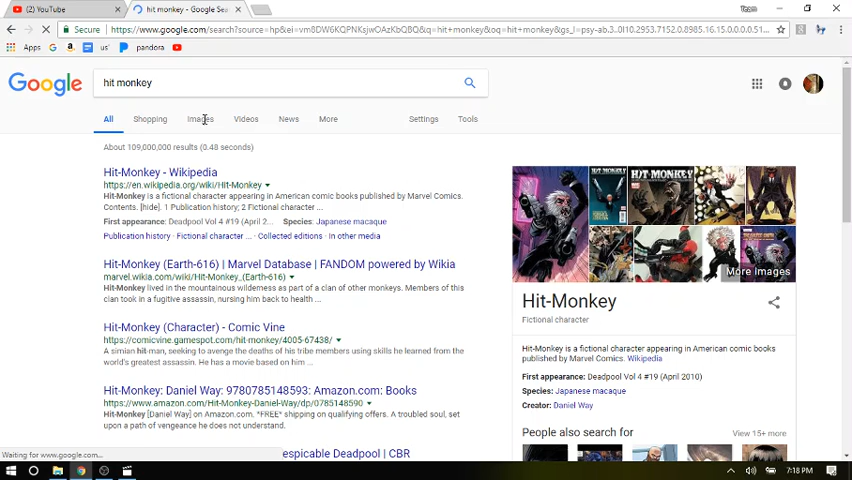 (1) YouTube
hit monkey - Google Sea
Team
Secure
https://www.google.com/search?source=hp&ei=vm8DW6KQPNKsjwOAzKbQBQ&q=hit+monkey&oq=hit+monkey&gs_l=psy-ab.3..0l10.2953.7152.0.8985.16.15.0.0.0.0.
Apps
us'
pandora
Google
hit monkey
All
Shopping
Images
Videos
News
More
Settings
Tools
About 109,000,000 results (0.48 seconds)
Hit-Monkey - Wikipedia
https://en.wikipedia.org/wiki/Hit-Monkey
Hit-Monkey is a fictional character appearing in American comic books published by Marvel Comics.
Contents. [hide]. 1 Publication history; 2 Fictional character ...
First appearance: Deadpool Vol 4 #19 (April 2... Species: Japanese macaque
Publication history · Fictional character ... · Collected editions · In other media
Hit-Monkey (Earth-616) | Marvel Database | FANDOM powered by Wikia
marvel.wikia.com/wiki/Hit-Monkey_(Earth-616)
Hit-Monkey lived in the mountainous wilderness as part of a clan of other monkeys. Members of this
clan took in a fugitive assassin, nursing him back to health ...
Hit-Monkey (Character) - Comic Vine
https://comicvine.gamespot.com/hit-monkey/4005-67438/
A simian hit-man, seeking to avenge the deaths of his tribe members using skills he learned from the
world's greatest assassin. He has a movie based on him ...
Hit-Monkey: Daniel Way: 9780785148593: Amazon.com: Books
https://www.amazon.com/Hit-Monkey-Daniel-Way/dp/0785148590
Hit-Monkey [Daniel Way] on Amazon.com. *FREE* shipping on qualifying offers. A troubled soul, set
upon a path of vengeance he does not understand.
espicable Deadpool | CBR
HIT-MONKEY
HIT-MONKEY
More Images
Hit-Monkey
Fictional character
Hit-Monkey is a fictional character appearing in American comic books
published by Marvel Comics. Wikipedia
First appearance: Deadpool Vol 4 #19 (April 2010)
Species: Japanese macaque
Creator: Daniel Way
People also search for
View 15+ more
Waiting for www.google.com...
7:18 PM